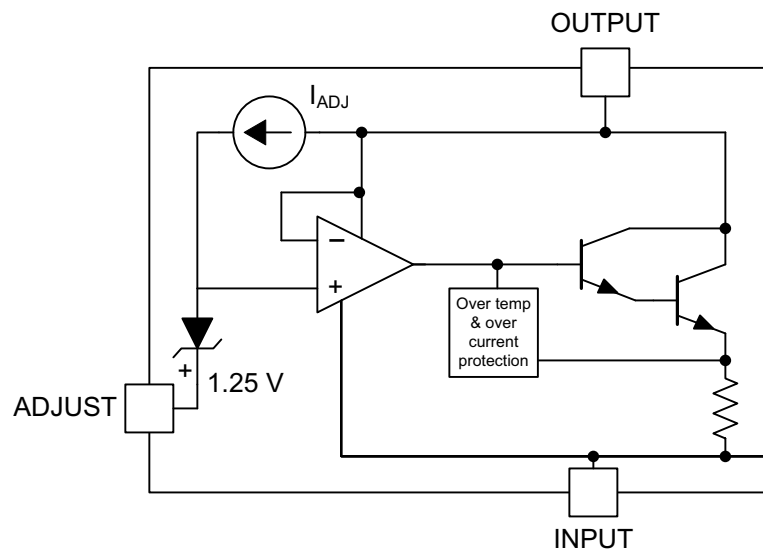 OUTPUT
I_ADJ
−
+
Over temp
& over
current
protection
+
1.25 V
ADJUST
INPUT